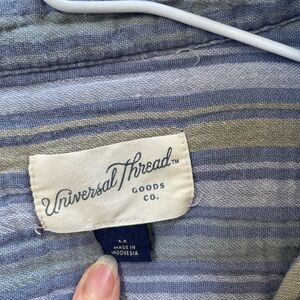 Universal Thread™
GOODS
CO.
M
MADE IN
INDONESIA